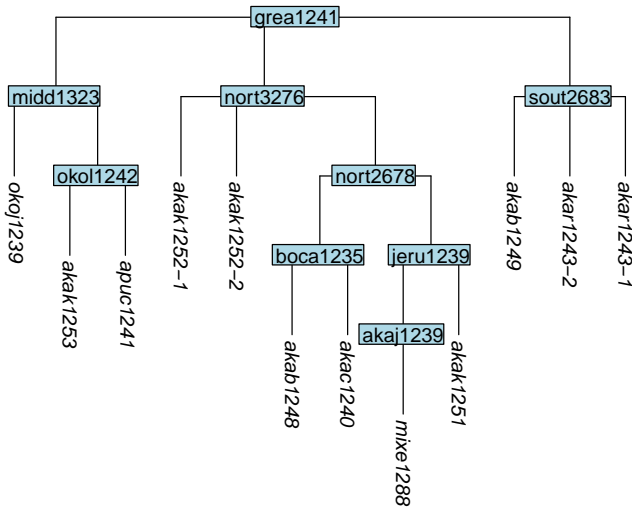 grea1241
midd1323
nort3276
sout2683
okoj1239
okol1242
akak1252-1
akak1252-2
nort2678
akab1249
akar1243-2
akar1243-1
akak1253
apuc1241
boca1235
jeru1239
akab1248
akac1240
akaj1239
akak1251
mixe1288